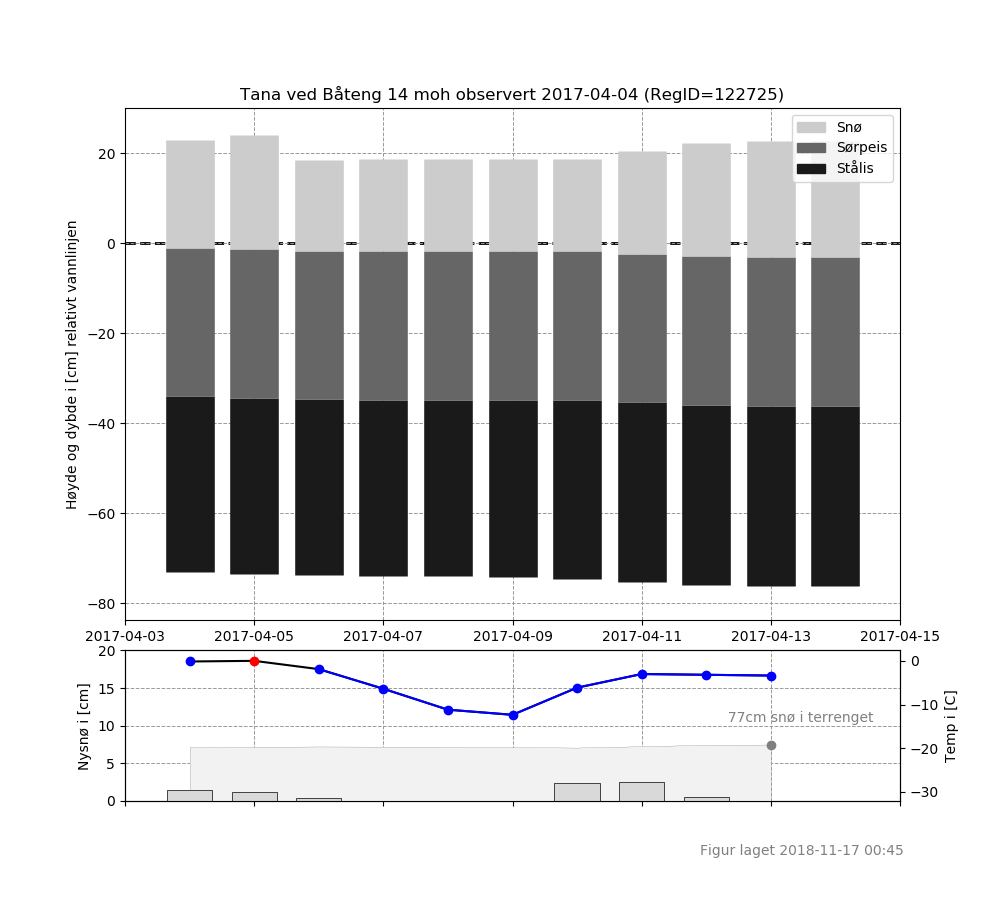 Tana ved Båteng 14 moh observert 2017-04-04 (RegID=122725)
Snø
Sørpeis
Stålis
Høyde og dybde i [cm] relativt vannlinjen
20
0
−20
−40
−60
−80
2017-04-03 2017-04-05 2017-04-07 2017-04-09 2017-04-11 2017-04-13 2017-04-15
Nysnø i [cm]
20
15
10
5
0
77cm snø i terrenget
0
−10
−20
−30
Temp i [C]
Figur laget 2018-11-17 00:45